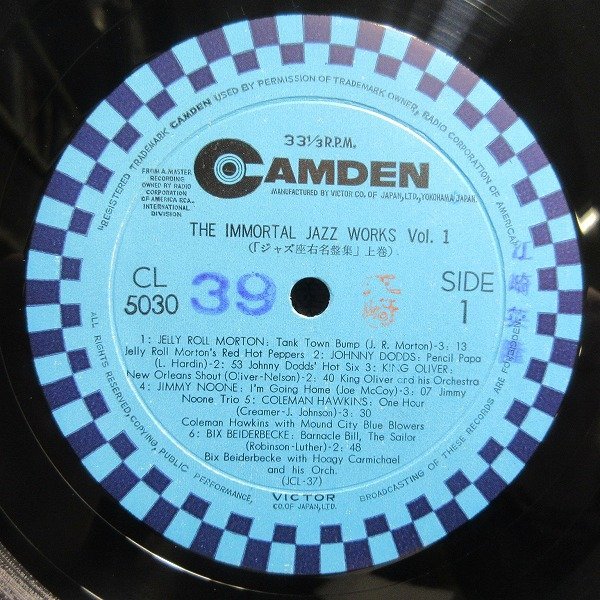 "REGISTERED TRADEMARK CAMDEN USED BY PERMISSION OF TRADEMARK OWNER, RADIO CORPORATION OF AMERICA"
33 1/3 R.P.M.
CAMDEN
FROM A MASTER
RECORDING
OWNED BY RADIO
CORPORATION
OF AMERICA RCA
INTERNATIONAL
DIVISION
MANUFACTURED BY VICTOR CO. OF JAPAN, LTD., YOKOHAMA, JAPAN
THE IMMORTAL JAZZ WORKS Vol. 1
(「ジャズ座右名盤集」上巻)
CL
5030
39
SIDE
1
1: JELLY ROLL MORTON: Tank Town Bump (J. R. Morton)-3: 13
Jelly Roll Morton's Red Hot Peppers 2: JOHNNY DODDS: Pencil Papa
(L. Hardin)-2: 53 Johnny Dodds' Hot Six 3: KING OLIVER:
New Orleans Shout (Oliver-Nelson)-2: 40 King Oliver and his Orchestra
4: JIMMY NOONE: I'm Going Home (Joe McCoy)-3: 07 Jimmy
Noone Trio 5: COLEMAN HAWKINS: One Hour
(Creamer-J. Johnson)-3: 30
Coleman Hawkins with Mound City Blue Blowers
6: BIX BEIDERBECKE: Barnacle Bill, The Sailor
(Robinson-Luther)-2: 48
Bix Beiderbecke with Hoagy Carmichael
and his Orch.
(JCL-37)
VICTOR
CO. OF JAPAN, LTD.
ALL RIGHTS RESERVED, COPYING, PUBLIC PERFORMANCE, BROADCASTING OF THESE RECORDS ARE